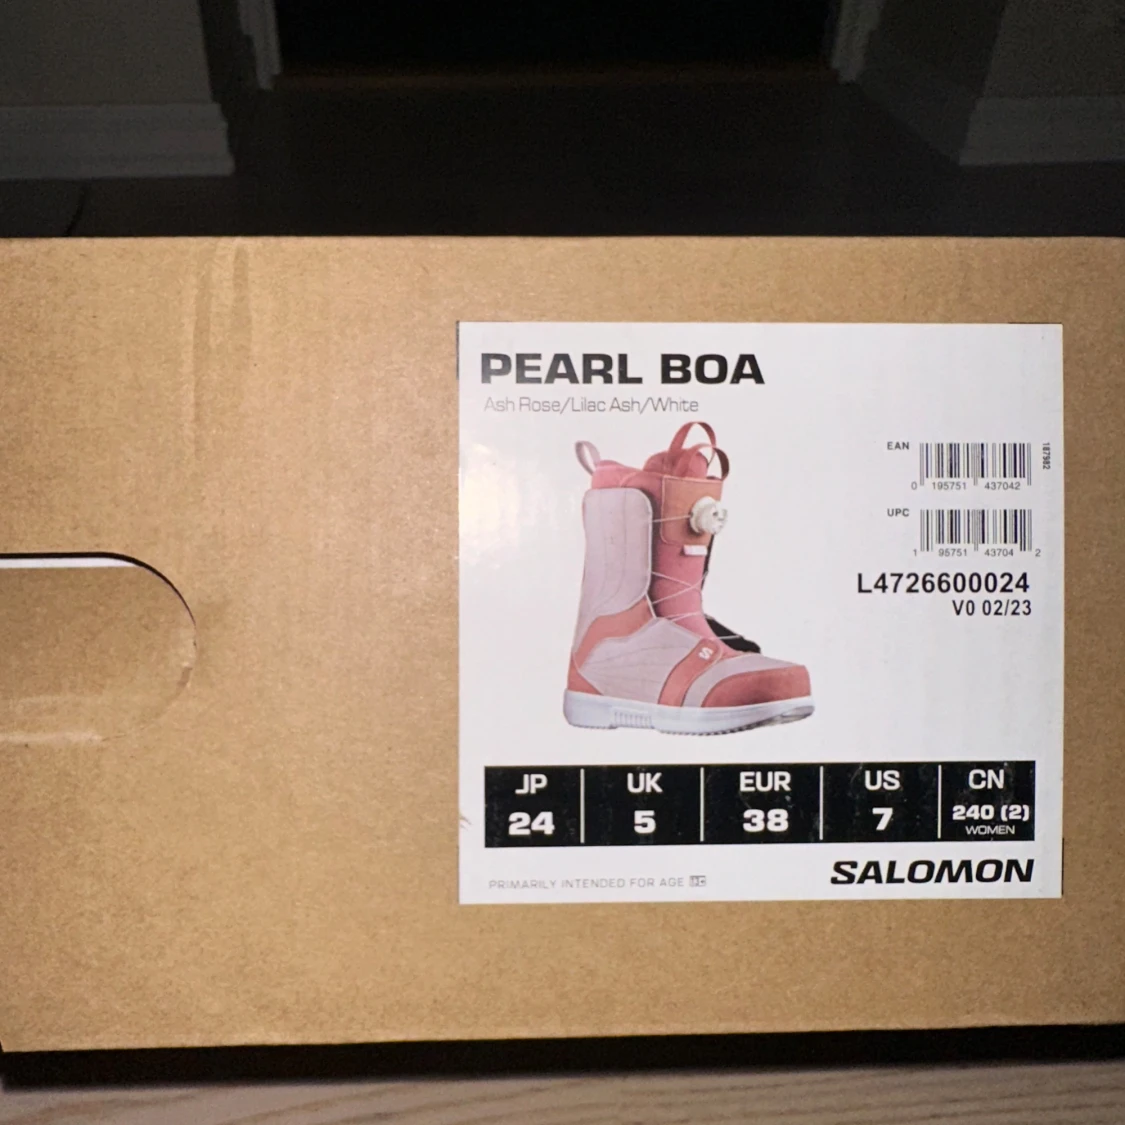 PEARL BOA
Ash Rose/Lilac Ash/White
EAN
0 195751 437042
187982
UPC
1 95751 43704 2
L4726600024
V0 02/23
S
JP UK EUR US CN
24 5 38 7 240 (2)
WOMEN
PRIMARILY INTENDED FOR AGE
SALOMON